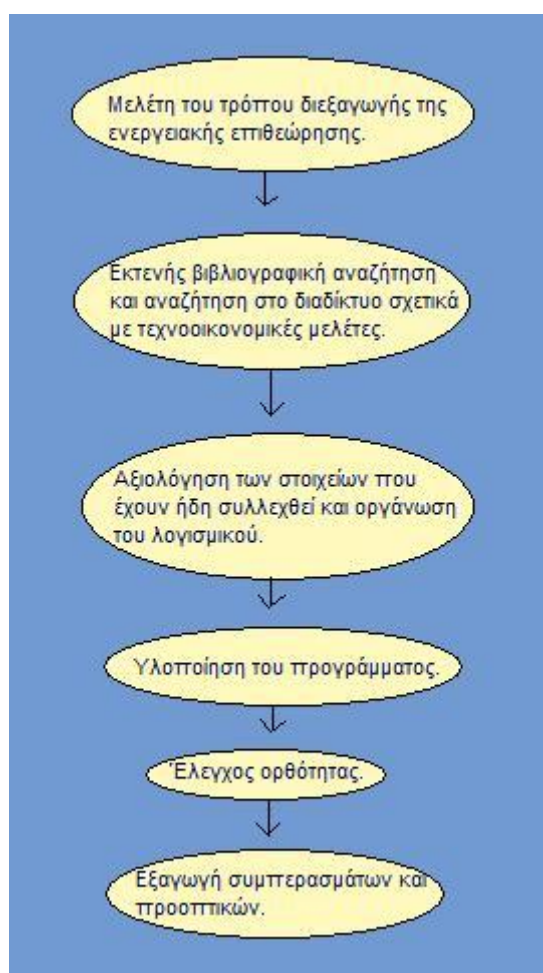 Μελέτη του τρόπου διεξαγωγής της
ενεργειακής επιθεώρησης.
Εκτενής βιβλιογραφική αναζήτηση
και αναζήτηση στο διαδίκτυο σχετικά
με τεχνοοικονομικές μελέτες.
Αξιολόγηση των στοιχείων που
έχουν ήδη συλλεχθεί και οργάνωση
του λογισμικού.
Υλοποίηση του προγράμματος.
Έλεγχος ορθότητας.
Εξαγωγή συμπερασμάτων και
προοπτικών.